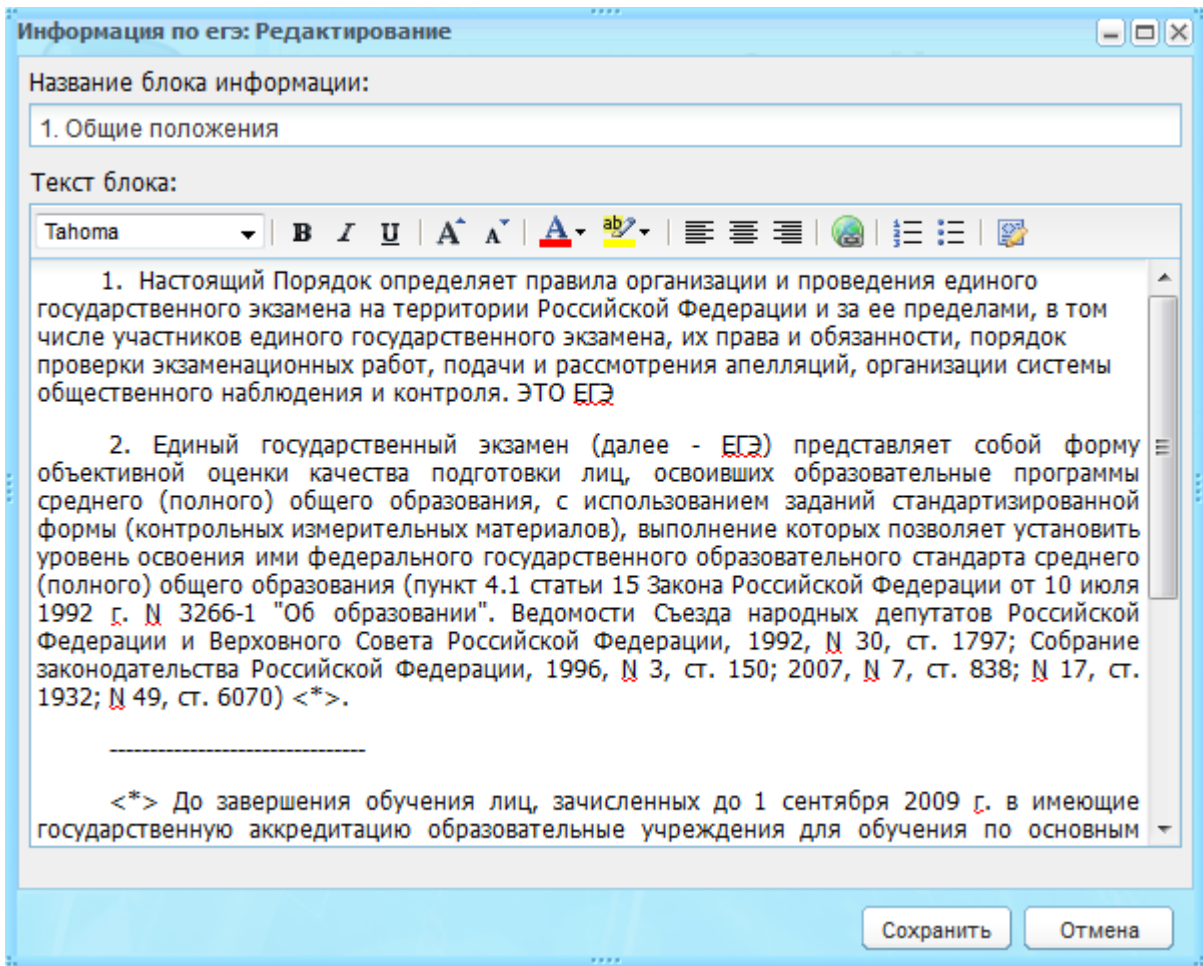 Информация по егэ: Редактирование
Название блока информации:
1. Общие положения
Текст блока:
Tahoma
1. Настоящий Порядок определяет правила организации и проведения единого
государственного экзамена на территории Российской Федерации и за ее пределами, в том
числе участников единого государственного экзамена, их права и обязанности, порядок
проверки экзаменационных работ, подачи и рассмотрения апелляций, организации системы
общественного наблюдения и контроля. ЭТО ЕГЭ
2. Единый государственный экзамен (далее - ЕГЭ) представляет собой форму
объективной оценки качества подготовки лиц, освоивших образовательные программы
среднего (полного) общего образования, с использованием заданий стандартизированной
формы (контрольных измерительных материалов), выполнение которых позволяет установить
уровень освоения ими федерального государственного образовательного стандарта среднего
(полного) общего образования (пункт 4.1 статьи 15 Закона Российской Федерации от 10 июля
1992 г. N 3266-1 "Об образовании". Ведомости Съезда народных депутатов Российской
Федерации и Верховного Совета Российской Федерации, 1992, N 30, ст. 1797; Собрание
законодательства Российской Федерации, 1996, N 3, ст. 150; 2007, N 7, ст. 838; N 17, ст.
1932; N 49, ст. 6070) <*>.
--------------------------------
<*> До завершения обучения лиц, зачисленных до 1 сентября 2009 г. в имеющие
государственную аккредитацию образовательные учреждения для обучения по основным
Сохранить Отмена